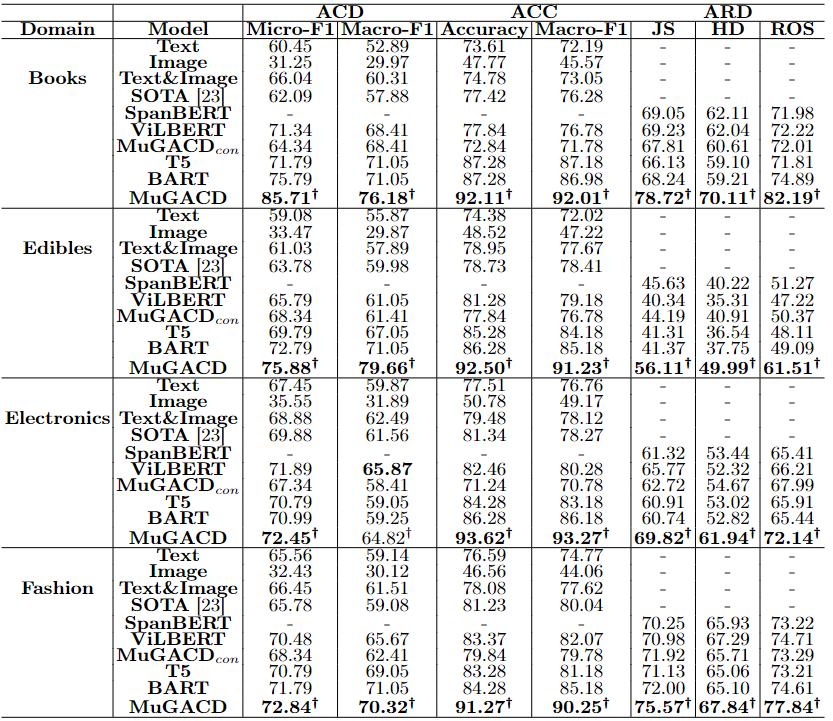 ACD ACC ARD
Domain Model Micro-F1 Macro-F1 Accuracy Macro-F1 JS HD ROS
Text 60.45 52.89 73.61 72.19 - - -
Image 31.25 29.97 47.77 45.57 - - -
Books Text&Image 66.04 60.31 74.78 73.05 - - -
SOTA [23] 62.09 57.88 77.42 76.28 - - -
SpanBERT - - - - 69.05 62.11 71.98
ViLBERT 71.34 68.41 77.84 76.78 69.23 62.04 72.22
MuGACDcon 64.34 68.41 72.84 71.78 67.81 60.61 72.01
T5 71.79 71.05 87.28 87.18 66.13 59.10 71.81
BART 75.79 71.05 87.28 86.98 68.24 59.21 74.89
MuGACD 85.71† 76.18† 92.11† 92.01† 78.72† 70.11† 82.19†
Text 59.08 55.87 74.38 72.02 - - -
Image 33.47 29.87 48.52 47.22 - - -
Edibles Text&Image 61.03 57.89 78.95 77.67 - - -
SOTA [23] 63.78 59.98 78.73 78.41 - - -
SpanBERT - - - - 45.63 40.22 51.27
ViLBERT 65.79 61.05 81.28 79.18 40.34 35.31 47.22
MuGACDcon 68.34 61.41 77.84 76.78 44.19 40.91 50.37
T5 69.79 67.05 85.28 84.18 41.31 36.54 48.11
BART 72.79 71.05 86.28 85.18 41.37 37.75 49.09
MuGACD 75.88† 79.66† 92.50† 91.23† 56.11† 49.99† 61.51†
Text 67.45 59.87 77.51 76.76 - - -
Image 35.55 31.89 50.78 49.17 - - -
Electronics Text&Image 68.88 62.49 79.48 78.12 - - -
SOTA [23] 69.88 61.56 81.34 78.27 - - -
SpanBERT - - - - 61.32 53.44 65.41
ViLBERT 71.89 65.87 82.46 80.28 65.77 52.32 66.21
MuGACDcon 67.34 58.41 71.24 70.78 62.72 54.67 67.99
T5 70.79 59.05 84.28 83.18 60.91 53.02 65.91
BART 70.99 59.25 86.28 86.18 60.74 52.82 65.44
MuGACD 72.45† 64.82† 93.62† 93.27† 69.82† 61.94† 72.14†
Text 65.56 59.14 76.59 74.77 - - -
Image 32.43 30.12 46.56 44.06 - - -
Fashion Text&Image 66.45 61.51 78.08 77.62 - - -
SOTA [23] 65.78 59.08 81.23 80.04 - - -
SpanBERT - - - - 70.25 65.93 73.22
ViLBERT 70.48 65.67 83.37 82.07 70.98 67.29 74.71
MuGACDcon 68.34 62.41 79.84 79.78 71.92 65.71 73.29
T5 70.79 69.05 83.28 81.18 71.13 65.06 73.21
BART 71.79 71.05 84.28 85.18 72.00 65.10 74.61
MuGACD 72.84† 70.32† 91.27† 90.25† 75.57† 67.84† 77.84†